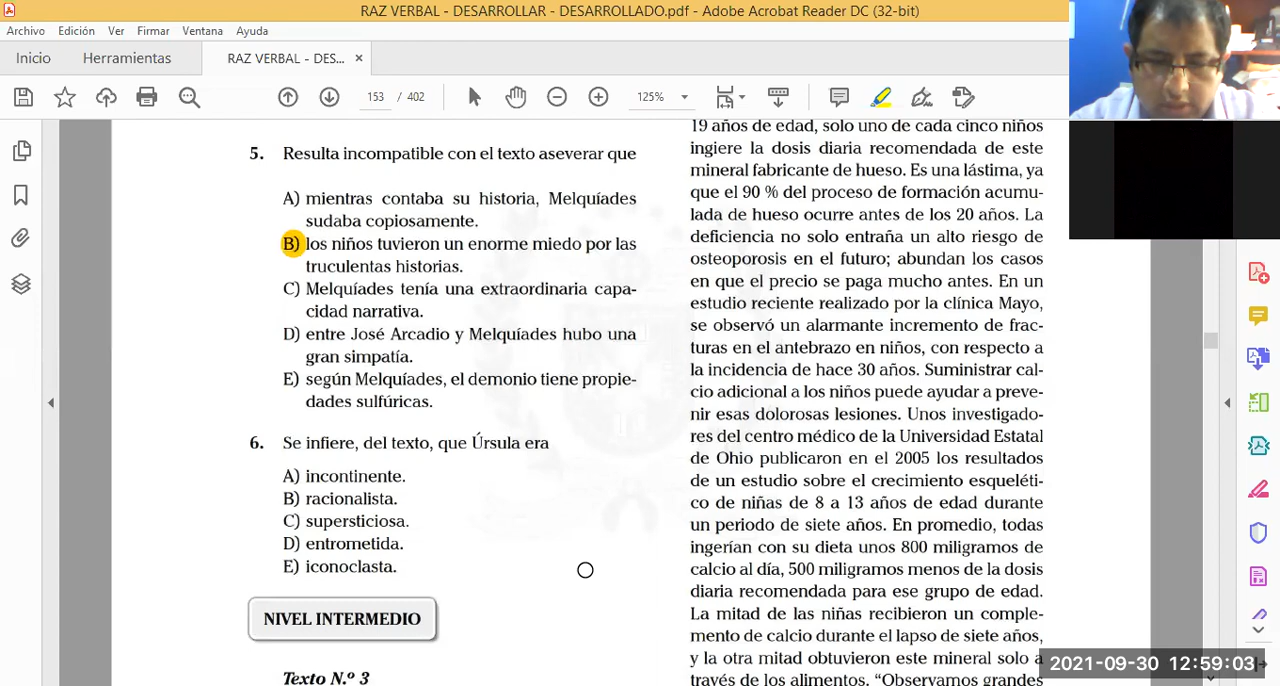 RAZ VERBAL - DESARROLLAR - DESARROLLADO.pdf - Adobe Acrobat Reader DC (32-bit)
Archivo Edición Ver Firmar Ventana Ayuda
Inicio Herramientas RAZ VERBAL - DES... ×
153 / 402 125%
5. Resulta incompatible con el texto aseverar que
A) mientras contaba su historia, Melquíades
sudaba copiosamente.
B) los niños tuvieron un enorme miedo por las
truculentas historias.
C) Melquíades tenía una extraordinaria capa-
cidad narrativa.
D) entre José Arcadio y Melquíades hubo una
gran simpatía.
E) según Melquíades, el demonio tiene propie-
dades sulfúricas.
6. Se infiere, del texto, que Úrsula era
A) incontinente.
B) racionalista.
C) supersticiosa.
D) entrometida.
E) iconoclasta.
NIVEL INTERMEDIO
Texto N.º 3
19 años de edad, solo uno de cada cinco niños
ingiere la dosis diaria recomendada de este
mineral fabricante de hueso. Es una lástima, ya
que el 90 % del proceso de formación acumu-
lada de hueso ocurre antes de los 20 años. La
deficiencia no solo entraña un alto riesgo de
osteoporosis en el futuro; abundan los casos
en que el precio se paga mucho antes. En un
estudio reciente realizado por la clínica Mayo,
se observó un alarmante incremento de frac-
turas en el antebrazo en niños, con respecto a
la incidencia de hace 30 años. Suministrar cal-
cio adicional a los niños puede ayudar a preve-
nir esas dolorosas lesiones. Unos investigado-
res del centro médico de la Universidad Estatal
de Ohio publicaron en el 2005 los resultados
de un estudio sobre el crecimiento esqueléti-
co de niñas de 8 a 13 años de edad durante
un periodo de siete años. En promedio, todas
ingerían con su dieta unos 800 miligramos de
calcio al día, 500 miligramos menos de la dosis
diaria recomendada para ese grupo de edad.
La mitad de las niñas recibieron un comple-
mento de calcio durante el lapso de siete años,
y la otra mitad obtuvieron este mineral solo a
través de los alimentos. “Observamos grandes
2021-09-30 12:59:03